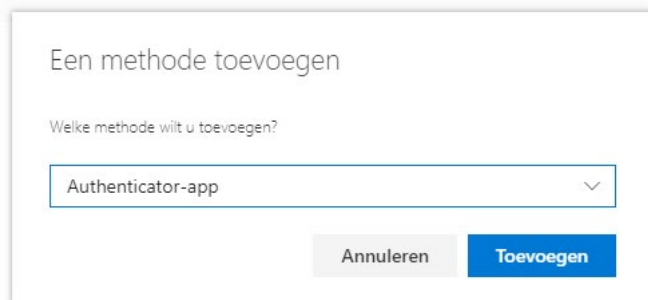 Een methode toevoegen
Welke methode wilt u toevoegen?
Authenticator-app
Annuleren Toevoegen